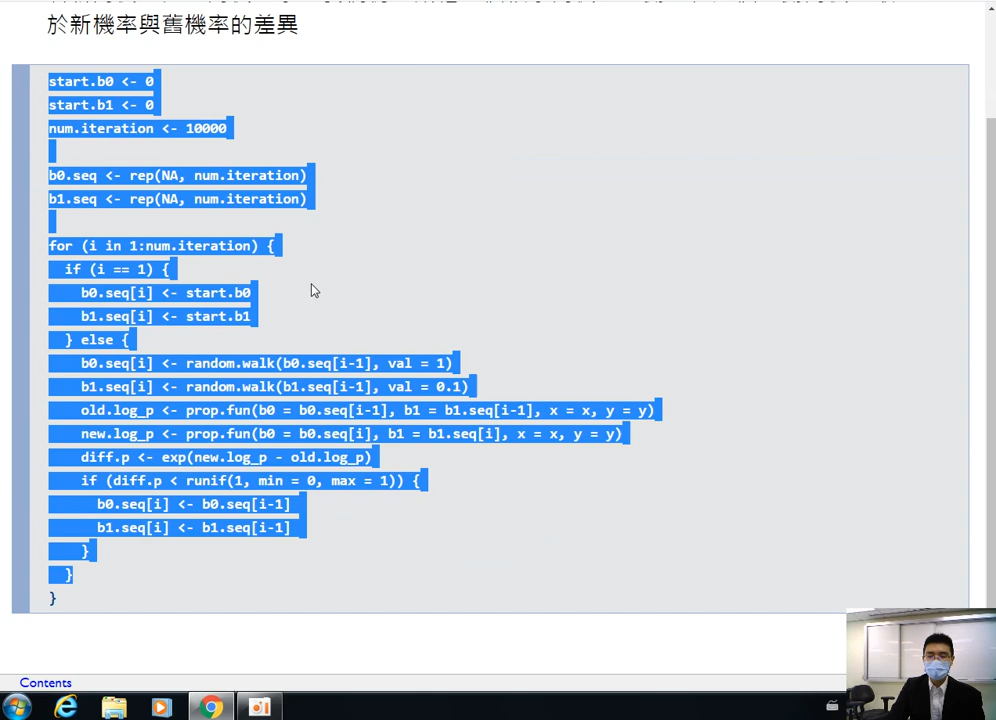 於新機率與舊機率的差異
start.b0 <- 0
start.b1 <- 0
num.iteration <- 10000
b0.seq <- rep(NA, num.iteration)
b1.seq <- rep(NA, num.iteration)
for (i in 1:num.iteration) {
  if (i == 1) {
    b0.seq[i] <- start.b0
    b1.seq[i] <- start.b1
  } else {
    b0.seq[i] <- random.walk(b0.seq[i-1], val = 1)
    b1.seq[i] <- random.walk(b1.seq[i-1], val = 0.1)
    old.log_p <- prop.fun(b0 = b0.seq[i-1], b1 = b1.seq[i-1], x = x, y = y)
    new.log_p <- prop.fun(b0 = b0.seq[i], b1 = b1.seq[i], x = x, y = y)
    diff.p <- exp(new.log_p - old.log_p)
    if (diff.p < runif(1, min = 0, max = 1)) {
      b0.seq[i] <- b0.seq[i-1]
      b1.seq[i] <- b1.seq[i-1]
    }
  }
}
Contents